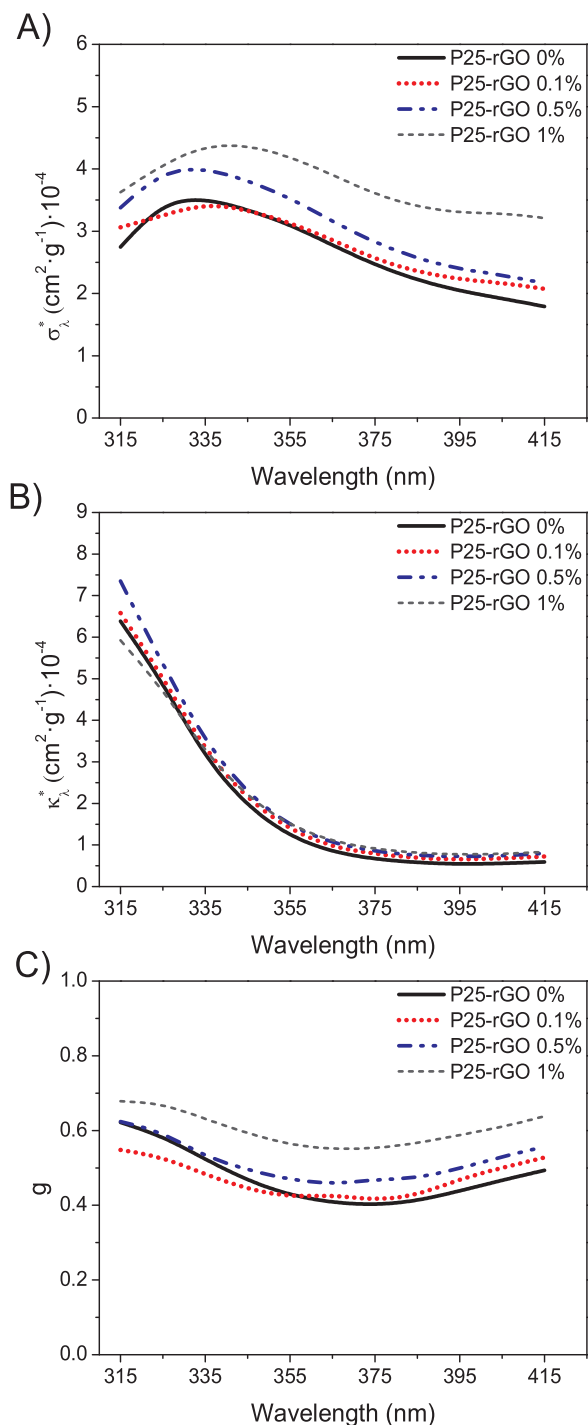 A)
6
5
4
3
2
1
0
σλ* (cm²·g⁻¹)·10⁻⁴
P25-rGO 0%
P25-rGO 0.1%
P25-rGO 0.5%
P25-rGO 1%
315 335 355 375 395 415
Wavelength (nm)
B)
9
8
7
6
5
4
3
2
1
0
κλ* (cm²·g⁻¹)·10⁻⁴
P25-rGO 0%
P25-rGO 0.1%
P25-rGO 0.5%
P25-rGO 1%
315 335 355 375 395 415
Wavelength (nm)
C)
1.0
0.8
0.6
0.4
0.2
0.0
g
P25-rGO 0%
P25-rGO 0.1%
P25-rGO 0.5%
P25-rGO 1%
315 335 355 375 395 415
Wavelength (nm)